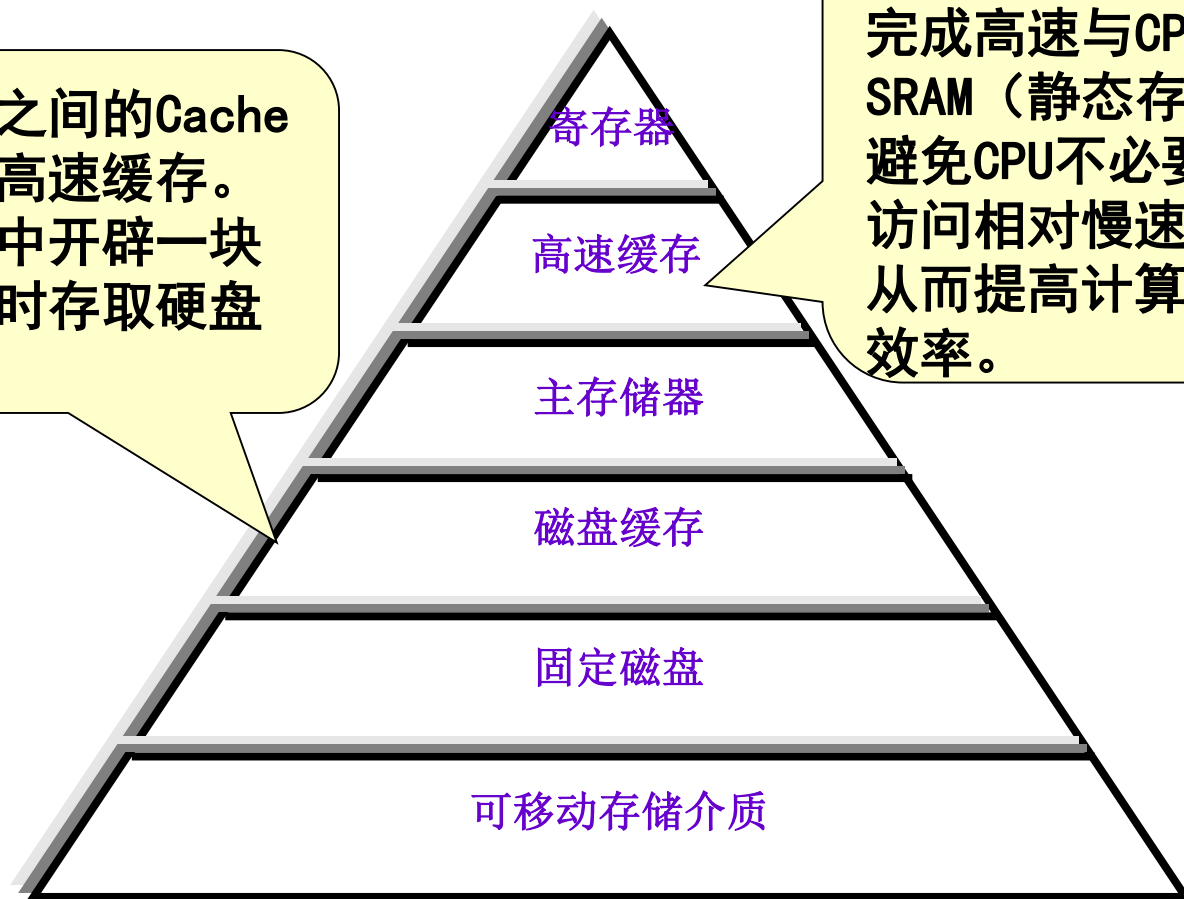 之间的Cache
高速缓存。
中开辟一块
时存取硬盘
完成高速与CP
SRAM（静态存
避免CPU不必要
访问相对慢速
从而提高计算
效率。
寄存器
高速缓存
主存储器
磁盘缓存
固定磁盘
可移动存储介质